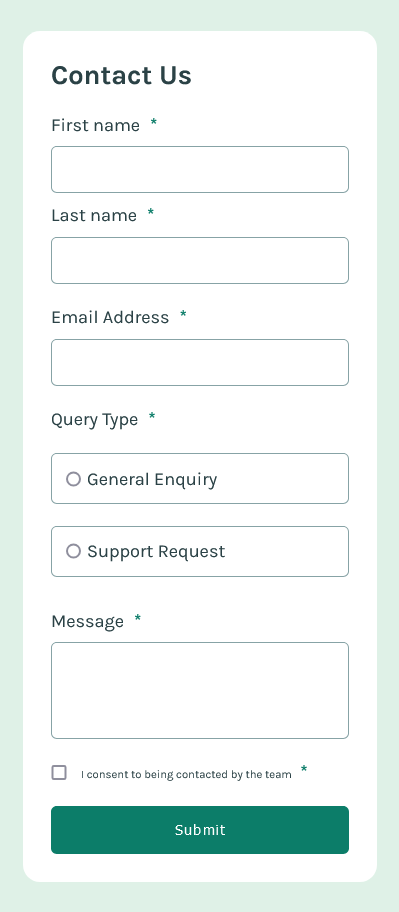 Contact Us
First name *
Last name *
Email Address *
Query Type *
General Enquiry
Support Request
Message *
I consent to being contacted by the team *
Submit